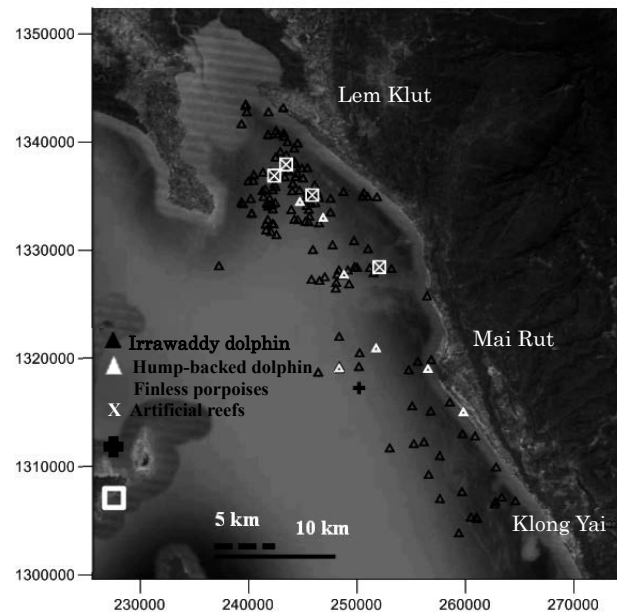 1350000
Lem Klut
1340000
1330000
Mai Rut
1320000
Irrawaddy dolphin
Hump-backed dolphin
Finless porpoises
X Artificial reefs
1310000
5 km
10 km
Klong Yai
1300000
230000 240000 250000 260000 270000